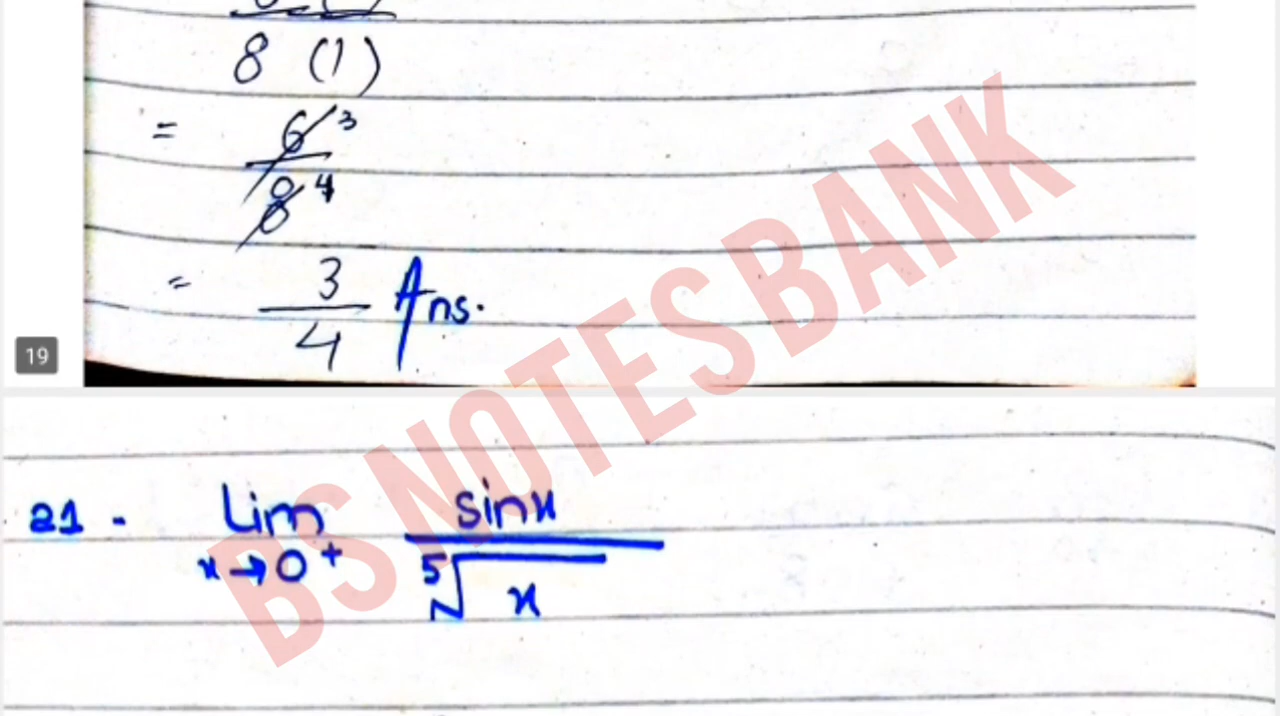 8 (1)
= 6 3
8 4
= 3
4 Ans.
19
BS NOTES BANK
21 - Lim sinx
x→0+ 5√x